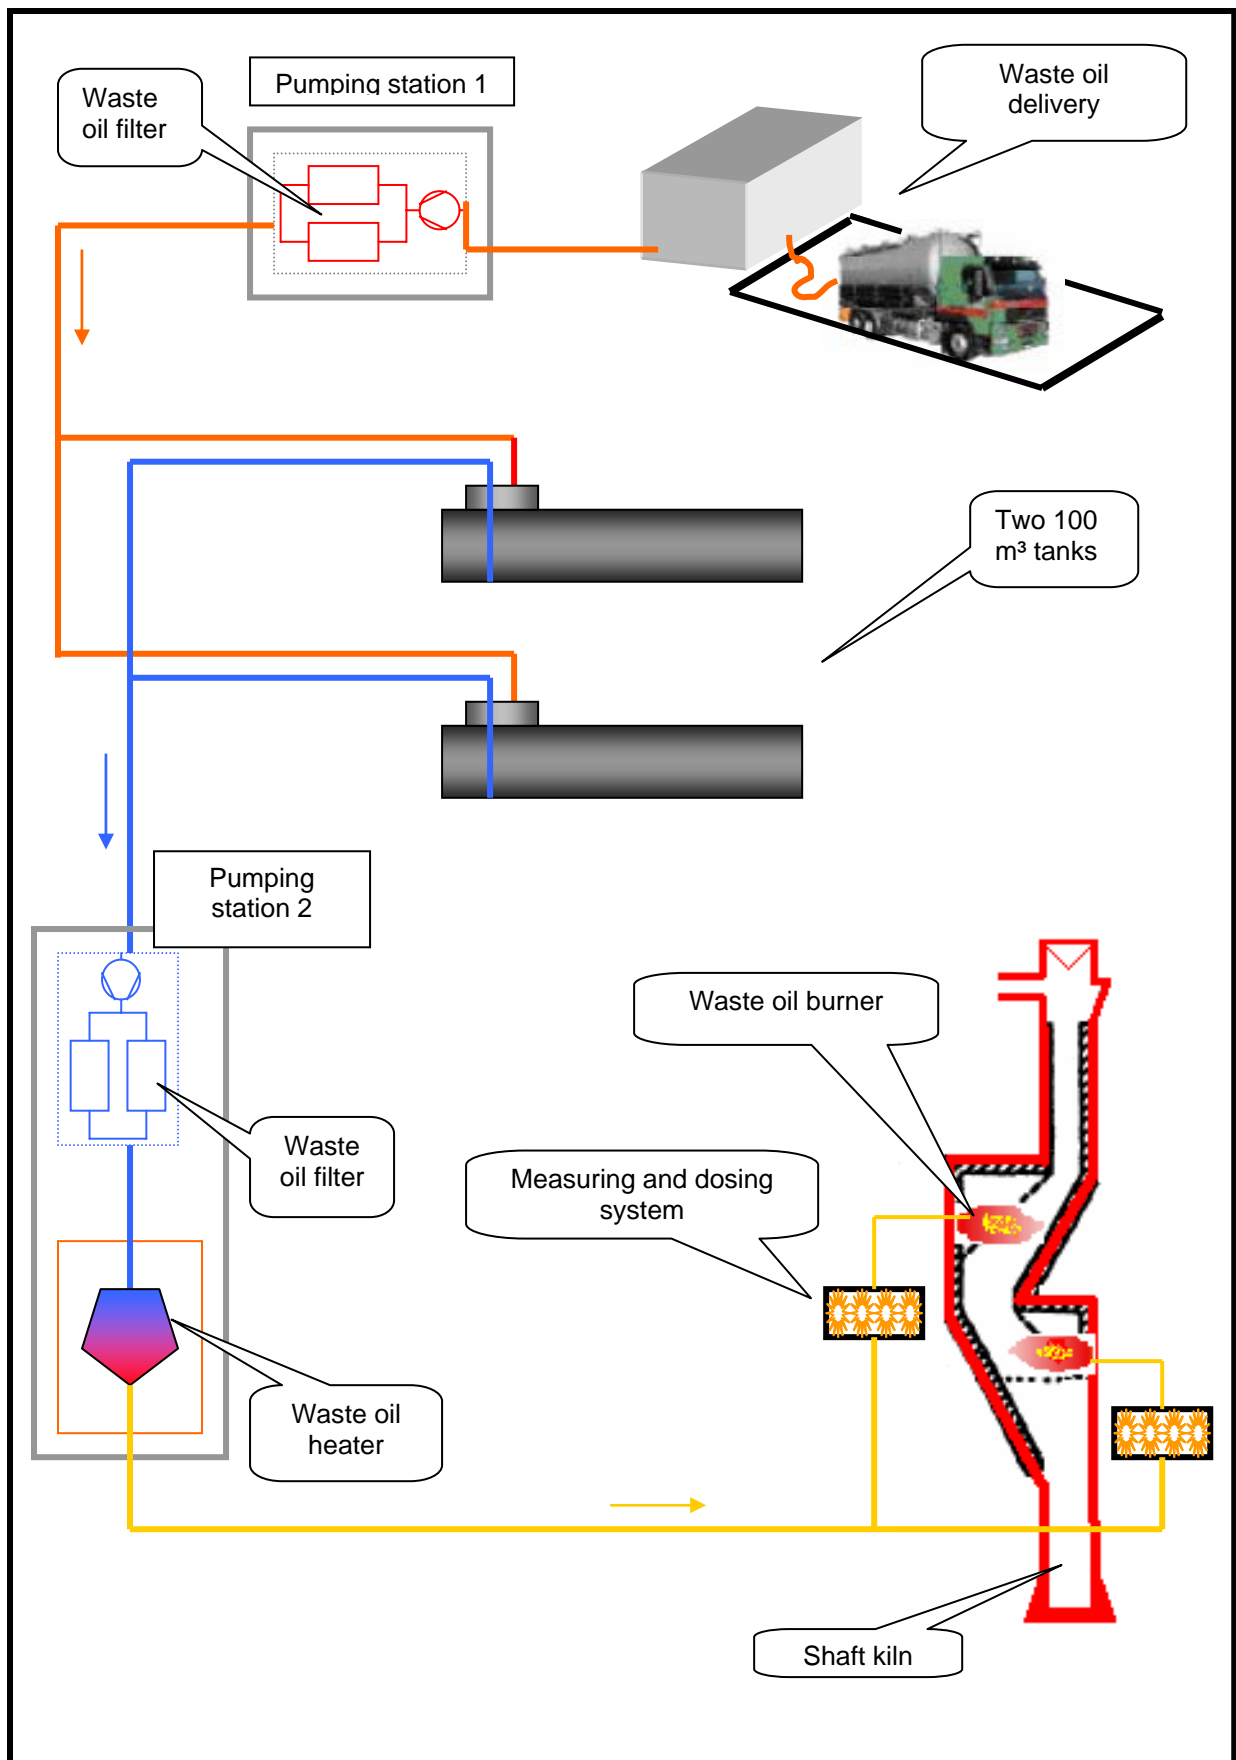 Pumping station 1
Waste
oil filter
Waste oil
delivery
Two 100
m³ tanks
Pumping
station 2
Waste oil burner
Waste
oil filter
Measuring and dosing
system
Waste oil
heater
Shaft kiln